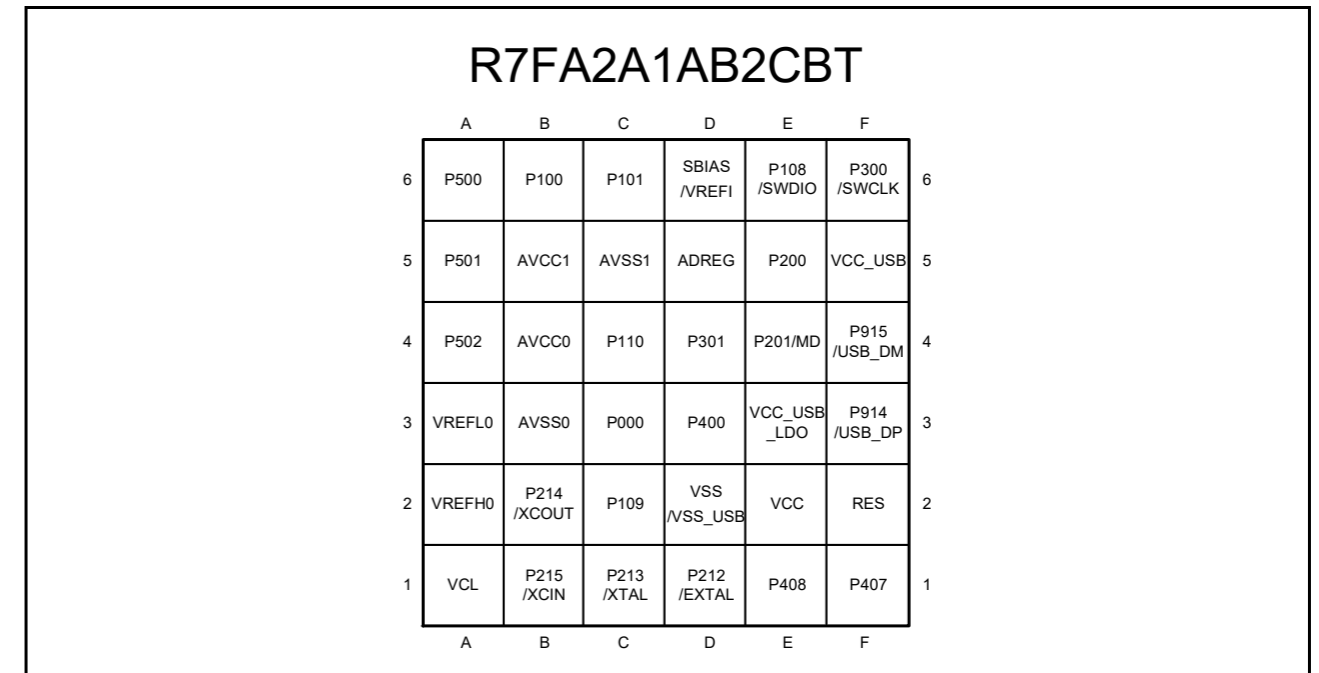 R7FA2A1AB2CBT
A B C D E F
6 P500 P100 P101 SBIAS /VREFI P108 /SWDIO P300 /SWCLK 6
5 P501 AVCC1 AVSS1 ADREG P200 VCC_USB 5
4 P502 AVCC0 P110 P301 P201/MD P915 /USB_DM 4
3 VREFL0 AVSS0 P000 P400 VCC_USB _LDO P914 /USB_DP 3
2 VREFH0 P214 /XCOUT P109 VSS /VSS_USB VCC RES 2
1 VCL P215 /XCIN P213 /XTAL P212 /EXTAL P408 P407 1
A B C D E F